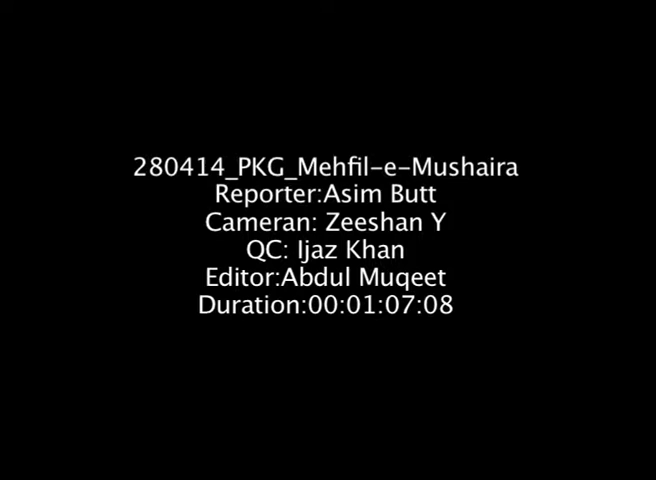 280414_PKG_Mehfil-e-Mushaira
Reporter:Asim Butt
Cameran: Zeeshan Y
QC: Ijaz Khan
Editor:Abdul Muqeet
Duration:00:01:07:08